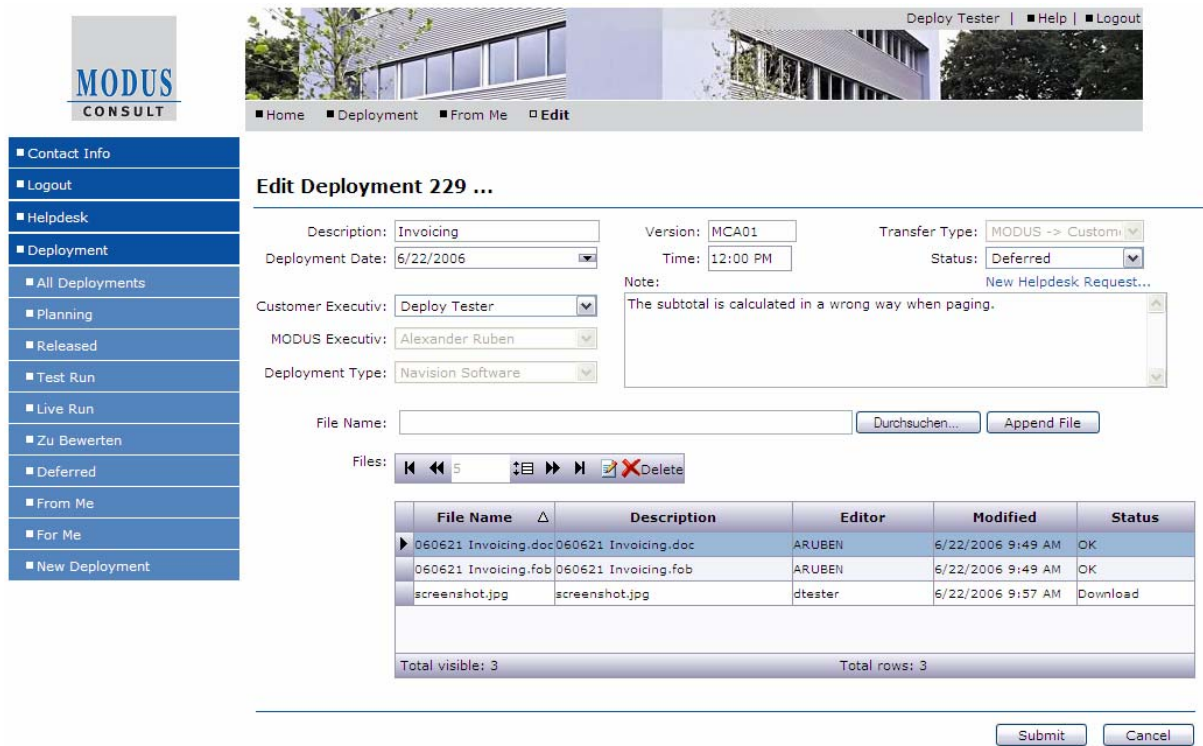 Deploy Tester | Help | Logout
MODUS
CONSULT
Home Deployment From Me Edit
Contact Info
Logout
Helpdesk
Deployment
All Deployments
Planning
Released
Test Run
Live Run
Zu Bewerten
Deferred
From Me
For Me
New Deployment
Edit Deployment 229 ...
Description: Invoicing Version: MCA01 Transfer Type: MODUS -> Custome
Deployment Date: 6/22/2006 Time: 12:00 PM Status: Deferred
Note: New Helpdesk Request...
Customer Executiv: Deploy Tester The subtotal is calculated in a wrong way when paging.
MODUS Executiv: Alexander Ruben
Deployment Type: Navision Software
File Name: Durchsuchen... Append File
Files: 5 Delete
File Name Description Editor Modified Status
060621 Invoicing.doc 060621 Invoicing.doc ARUBEN 6/22/2006 9:49 AM OK
060621 Invoicing.fob 060621 Invoicing.fob ARUBEN 6/22/2006 9:49 AM OK
screenshot.jpg screenshot.jpg dtester 6/22/2006 9:57 AM Download
Total visible: 3 Total rows: 3
Submit Cancel